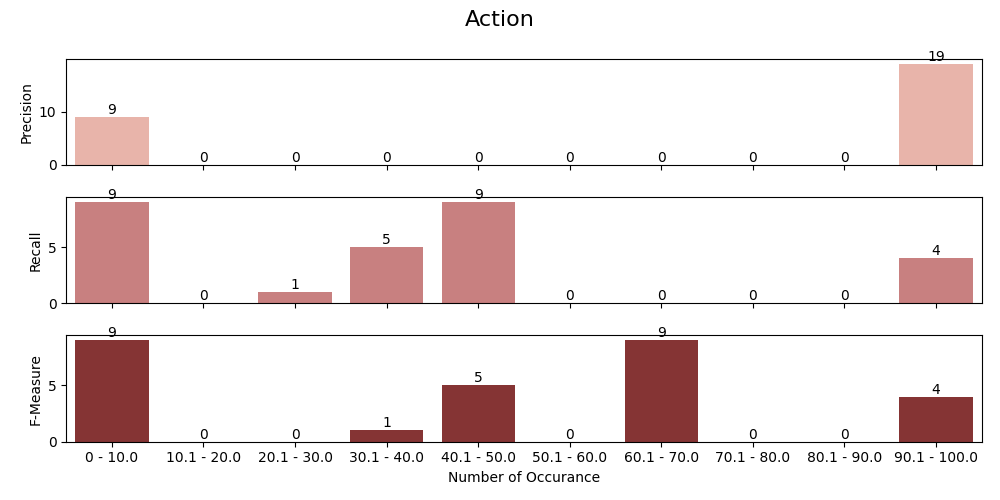 Action
Precision
10
0
9 0 0 0 0 0 0 0 0 19
Recall
5
0
9 0 1 5 9 0 0 0 0 4
F-Measure
5
0
9 0 0 1 5 0 9 0 0 4
0 - 10.0 10.1 - 20.0 20.1 - 30.0 30.1 - 40.0 40.1 - 50.0 50.1 - 60.0 60.1 - 70.0 70.1 - 80.0 80.1 - 90.0 90.1 - 100.0
Number of Occurance